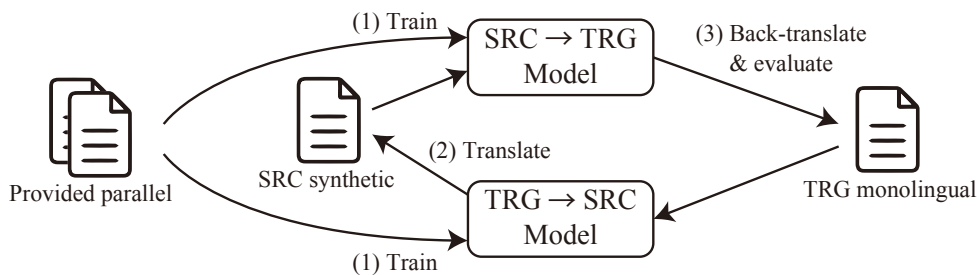 (1) Train
SRC → TRG
Model
(3) Back-translate
& evaluate
Provided parallel
SRC synthetic
(2) Translate
TRG monolingual
TRG → SRC
Model
(1) Train